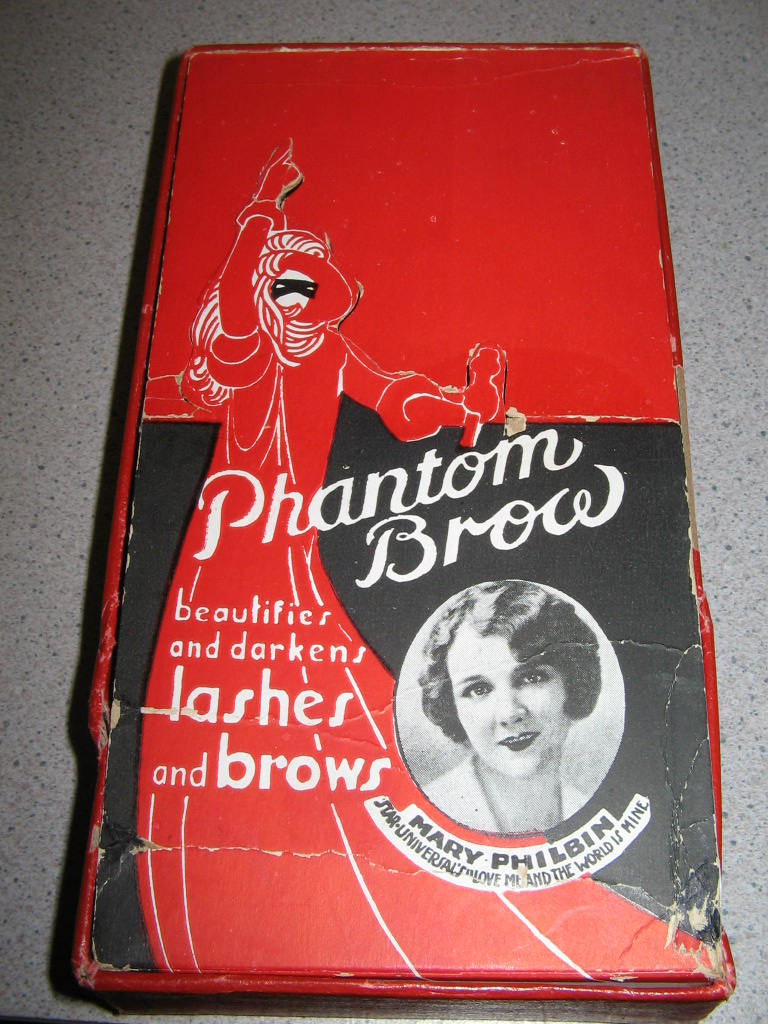 Phantom
Brow
beautifies
and darkens
lashes
and brows
MARY PHILBIN
STAR-UNIVERSAL'S "LOVE ME AND THE WORLD IS MINE